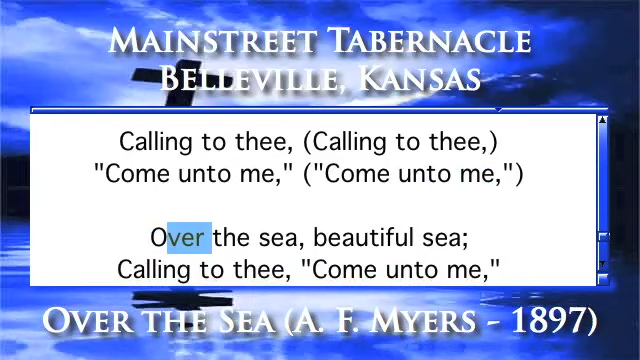 MAINSTREET TABERNACLE
BELLEVILLE, KANSAS
Calling to thee, (Calling to thee,)
"Come unto me," ("Come unto me,")
Over the sea, beautiful sea;
Calling to thee, "Come unto me,"
OVER THE SEA (A. F. MYERS - 1897)